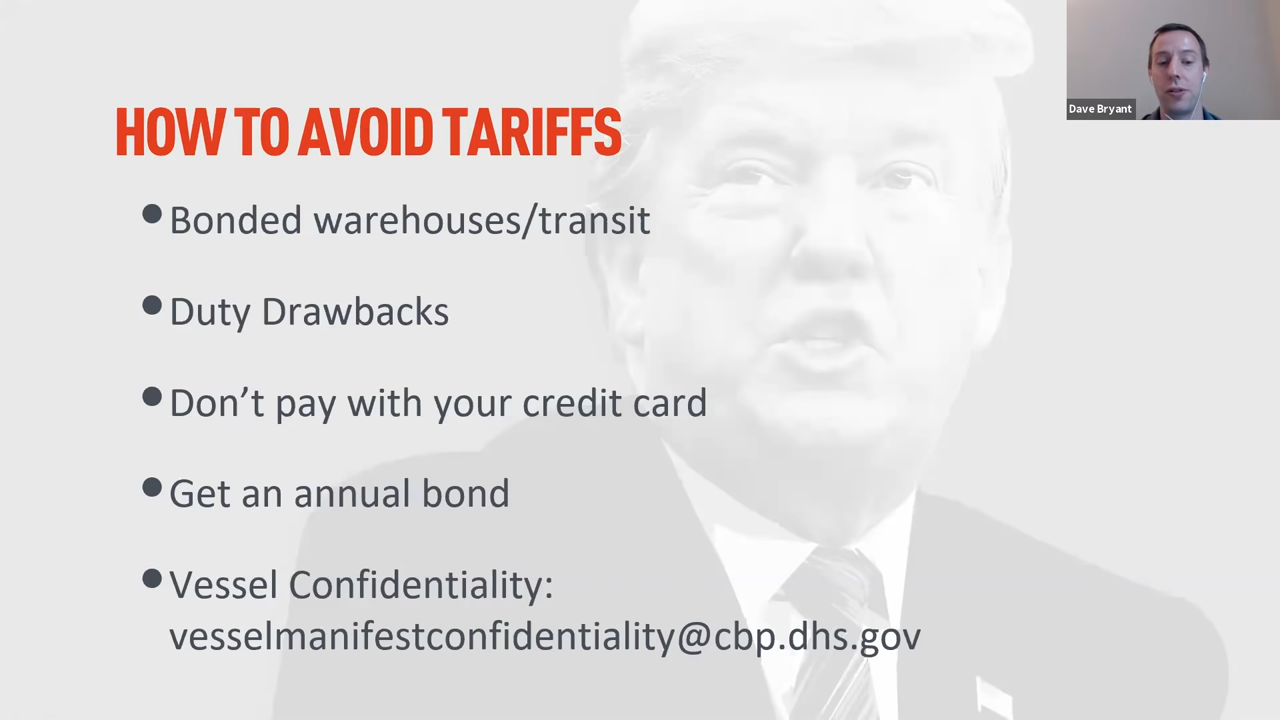 Dave Bryant
HOW TO AVOID TARIFFS
•Bonded warehouses/transit
•Duty Drawbacks
•Don’t pay with your credit card
•Get an annual bond
•Vessel Confidentiality:
vesselmanifestconfidentiality@cbp.dhs.gov